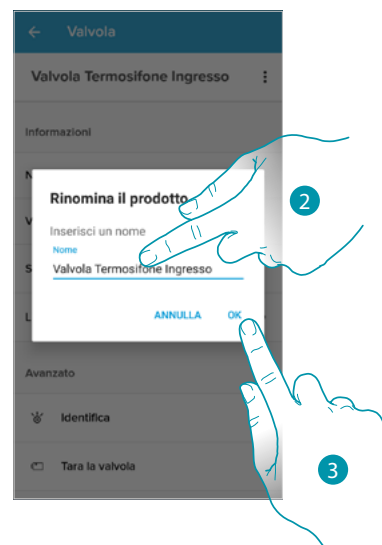 Valvola
Valvola Termosifone Ingresso
Informazioni
N
Rinomina il prodotto
2
V
Inserisci un nome
Nome
S
Valvola Termosifone Ingresso
L
ANNULLA OK
Avanzato
Identifica
Tara la valvola
3